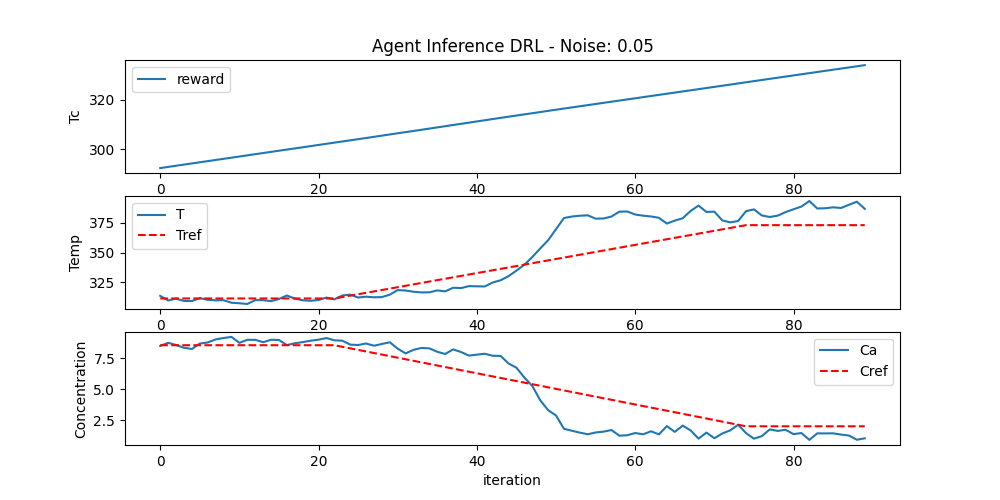 Agent Inference DRL - Noise: 0.05
reward
Tc
320
300
0 20 40 60 80
T
Tref
Temp
375
350
325
0 20 40 60 80
Ca
Cref
Concentration
7.5
5.0
2.5
0 20 40 60 80
iteration